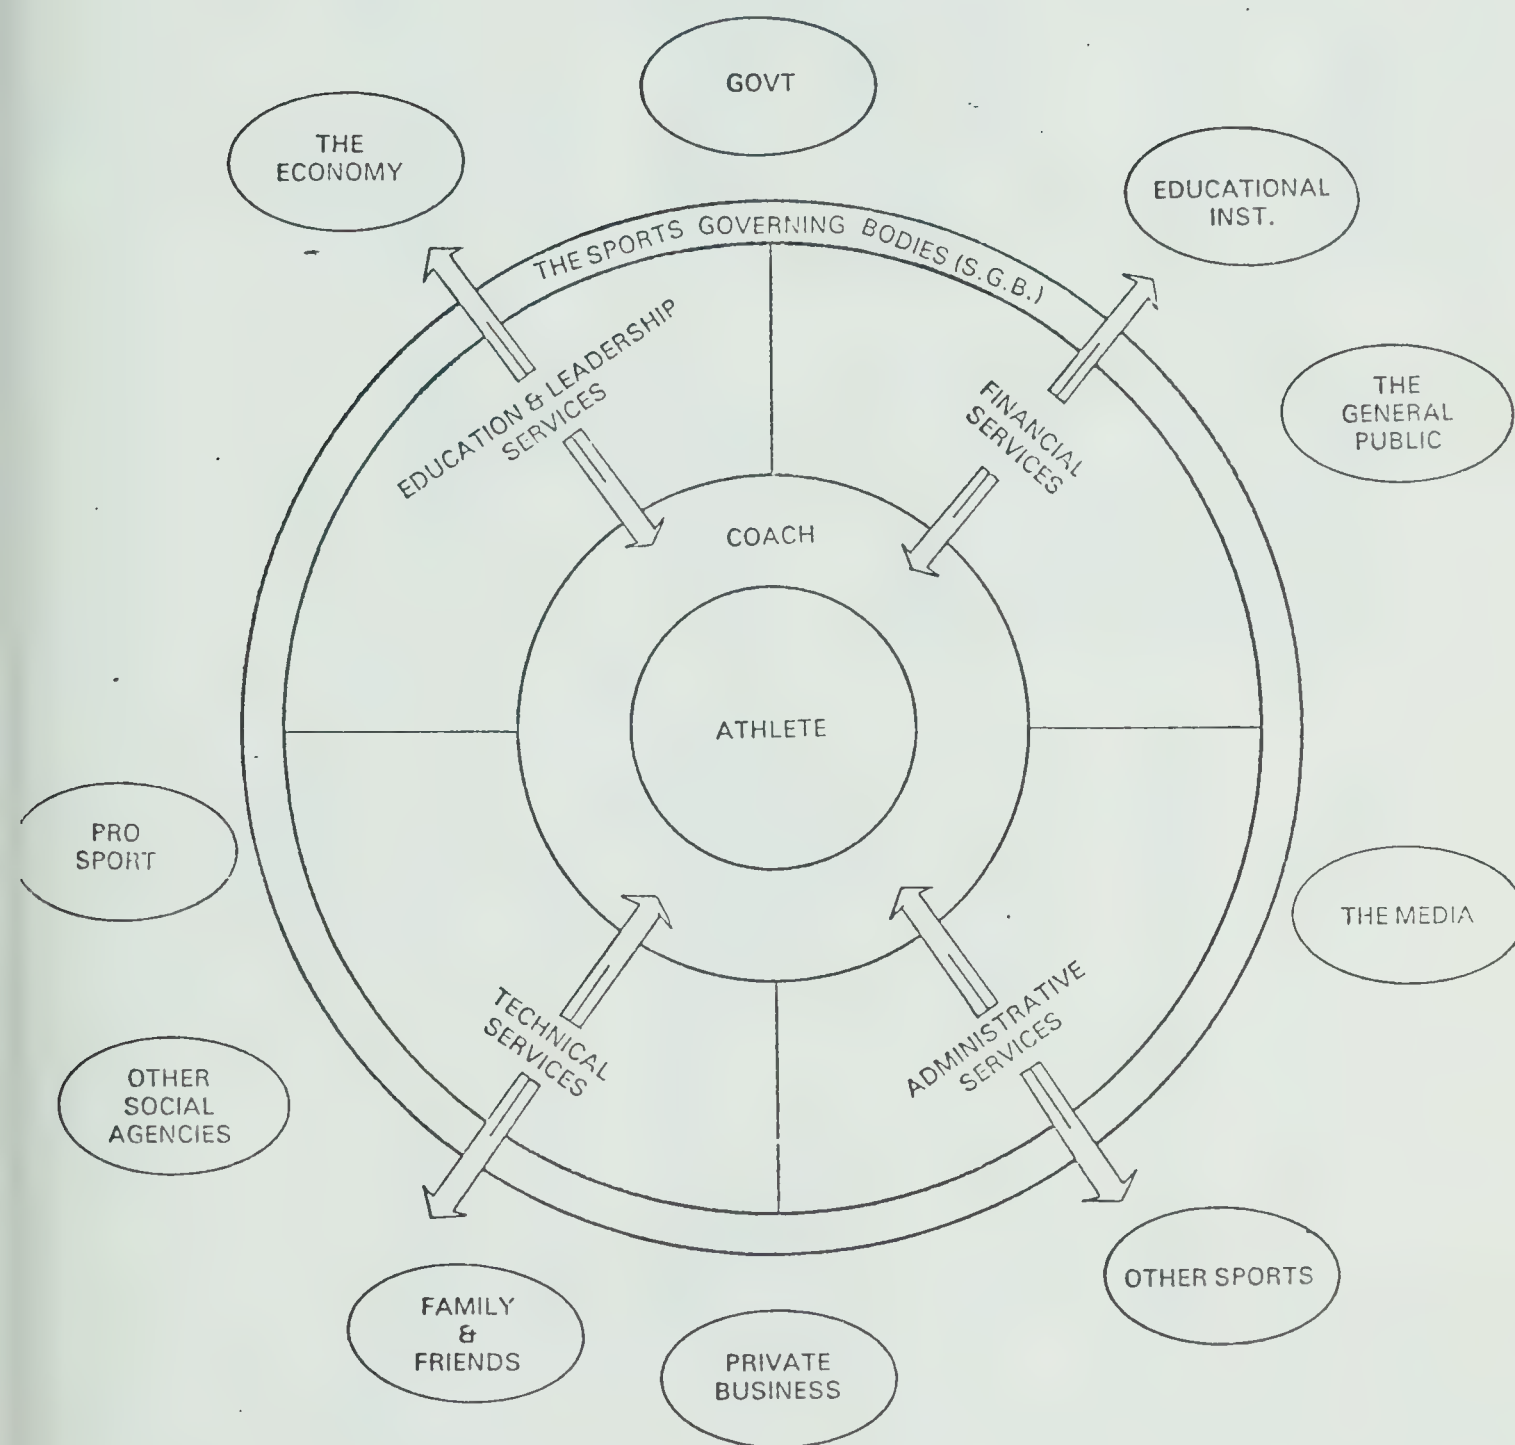 GOVT
THE
ECONOMY
EDUCATIONAL
INST.
THE SPORTS GOVERNING BODIES (S.G.B.)
EDUCATION & LEADERSHIP
SERVICES
FINANCIAL
SERVICES
THE
GENERAL
PUBLIC
COACH
ATHLETE
PRO
SPORT
THE MEDIA
TECHNICAL
SERVICES
ADMINISTRATIVE
SERVICES
OTHER
SOCIAL
AGENCIES
OTHER SPORTS
FAMILY
&
FRIENDS
PRIVATE
BUSINESS